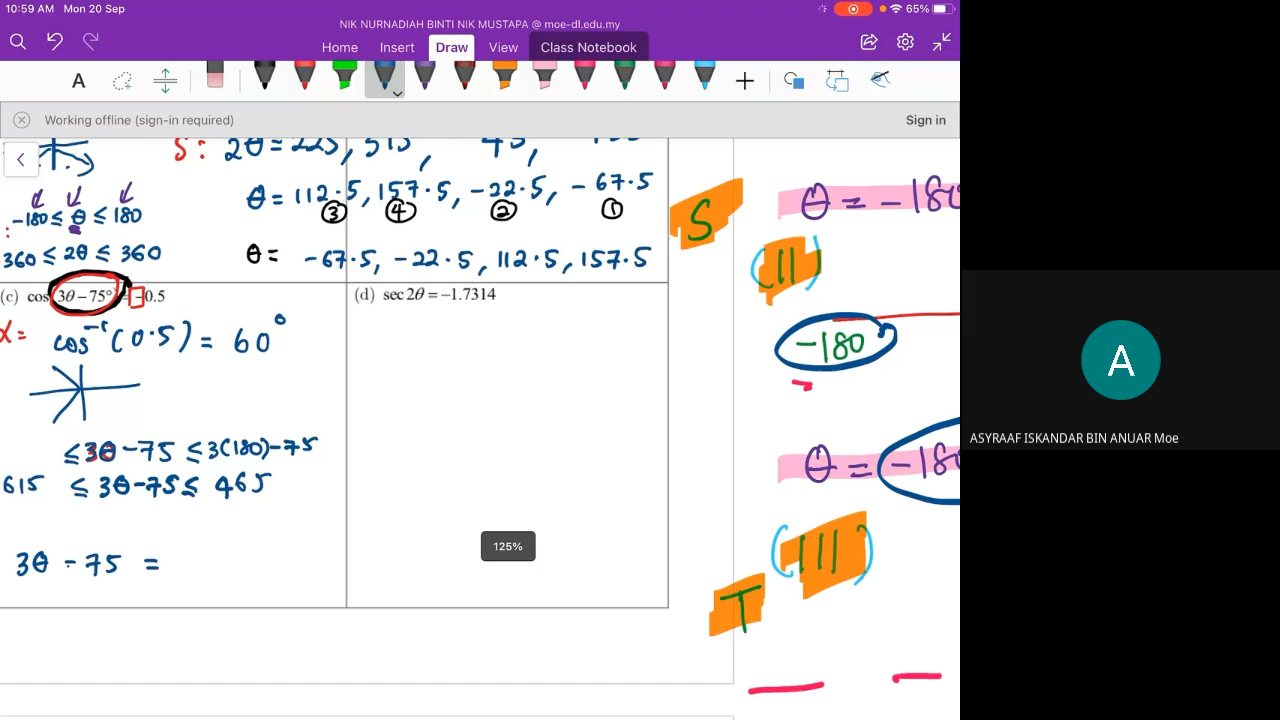 10:59 AM Mon 20 Sep
65%
NIK NURNADIAH BINTI NIK MUSTAPA @ moe-dl.edu.my
Home Insert Draw View Class Notebook
A
Working offline (sign-in required)
Sign in
S: 2θ = 225, 315,
θ = 112.5, 157.5, -22.5, -67.5
③ ④ ② ①
-180 ≤ θ ≤ 180
: 360 ≤ 2θ ≤ 360
θ = -67.5, -22.5, 112.5, 157.5
(c) cos(3θ – 75° = -0.5
(d) sec 2θ = –1.7314
α = cos⁻¹(0.5) = 60°
≤ 3θ - 75 ≤ 3(180) - 75
615 ≤ 3θ - 75 ≤ 465
3θ - 75 =
125%
S
θ = -180
(II)
-180
θ = -180
(III)
T
A
ASYRAAF ISKANDAR BIN ANUAR Moe